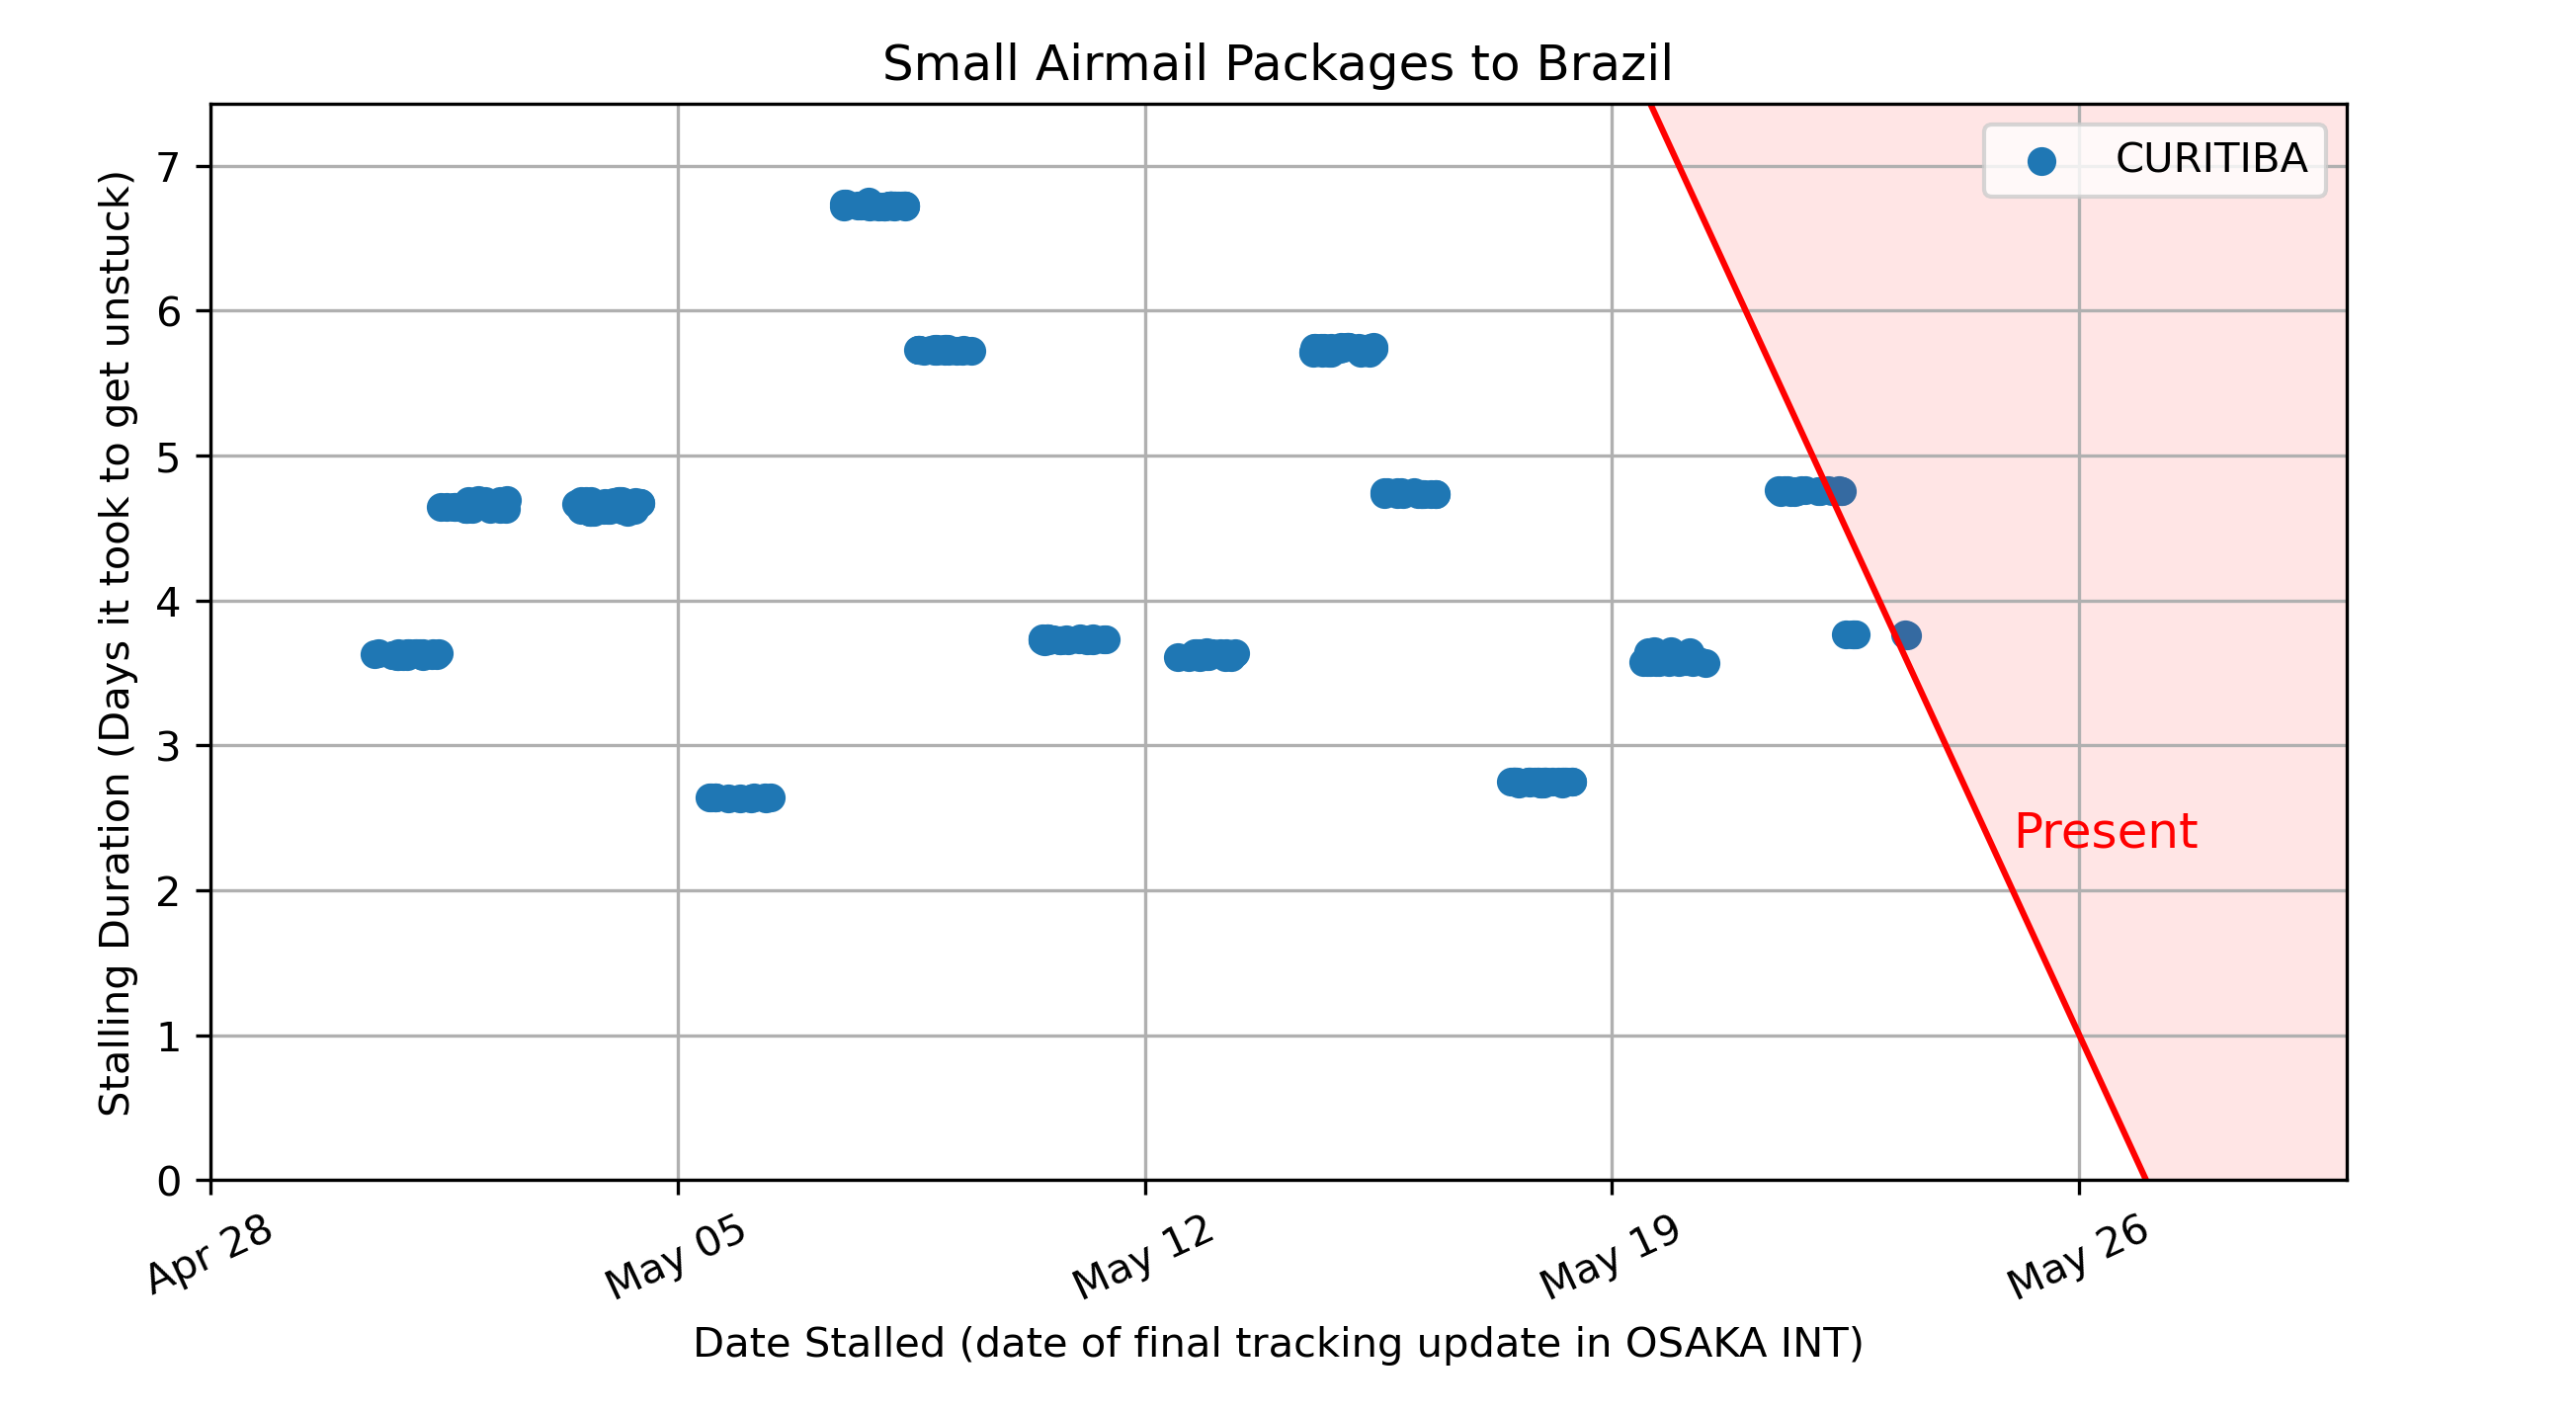 Small Airmail Packages to Brazil
CURITIBA
Stalling Duration (Days it took to get unstuck)
7
6
5
4
3
2
1
0
Present
Apr 28
May 05
May 12
May 19
May 26
Date Stalled (date of final tracking update in OSAKA INT)